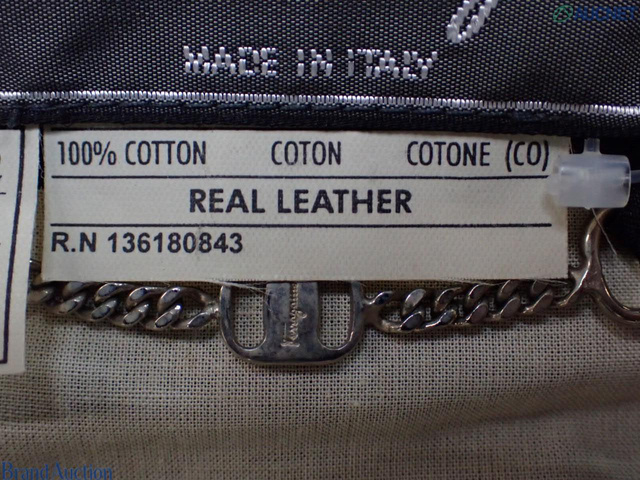 MADE IN ITALY
100% COTTON COTON COTONE (CO)
REAL LEATHER
R.N 136180843
Brand Auction